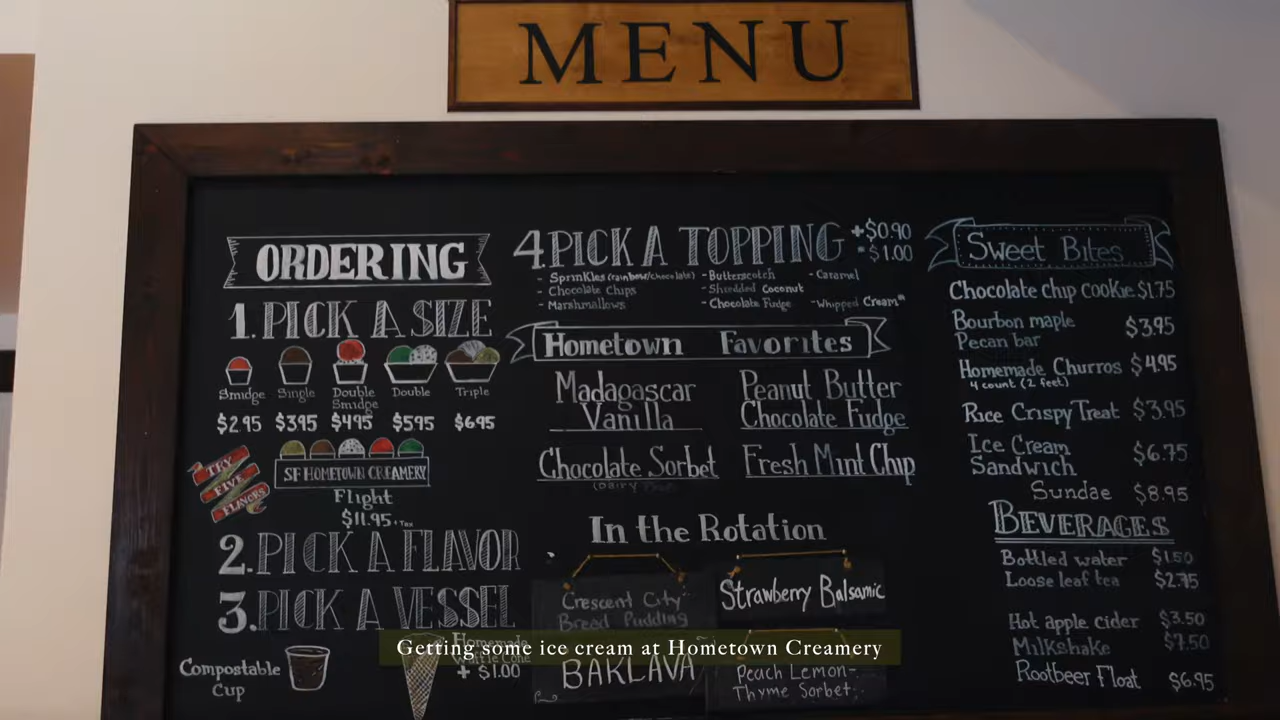 MENU
ORDERING
1. PICK A SIZE
Smidge
Single
Double
Smidge
Double
Triple
$2.95
$3.95
$4.95
$5.95
$6.95
TRY
FIVE
FLAVORS
SF HOMETOWN CREAMERY
Flight
$11.95 + Tax
2. PICK A FLAVOR
3. PICK A VESSEL
Compostable
Cup
Homemade
Waffle Cone
+ $1.00
4. PICK A TOPPING +$0.90
*$1.00
- Sprinkles (rainbow/chocolate) - Butterscotch - Caramel
- Chocolate Chips - Shredded Coconut
- Marshmallows - Chocolate Fudge - Whipped Cream*
Hometown Favorites
Madagascar
Vanilla
Peanut Butter
Chocolate Fudge
Chocolate Sorbet
(Dairy
Fresh Mint Chip
In the Rotation
Crescent City
Bread Pudding
Strawberry Balsamic
BAKLAVA
Peach Lemon-
Thyme Sorbet
Sweet Bites
Chocolate chip cookie $1.75
Bourbon maple
Pecan bar $3.95
Homemade Churros $4.95
4 count (2 feet)
Rice Crispy Treat $3.95
Ice Cream
Sandwich $6.75
Sundae $8.95
BEVERAGES
Bottled water $1.50
Loose leaf tea $2.75
Hot apple cider $3.50
Milkshake $7.50
Rootbeer Float $6.95
Getting some ice cream at Hometown Creamery